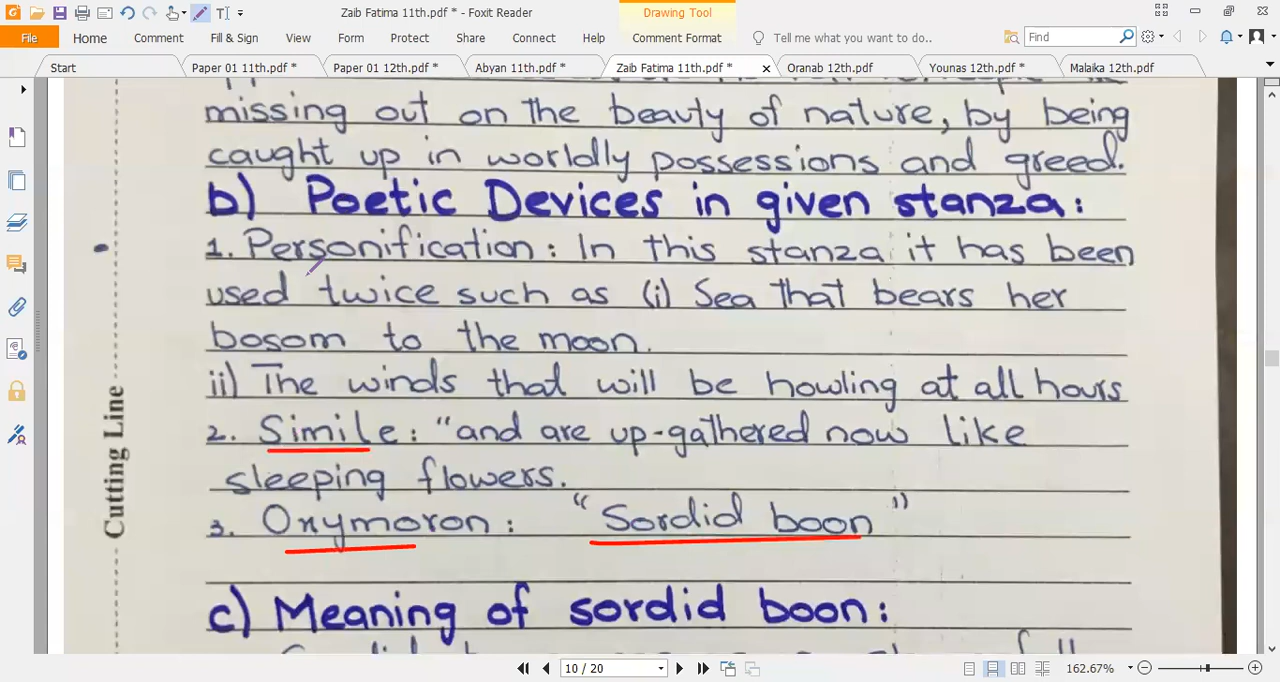 Zaib Fatima 11th.pdf * - Foxit Reader
Drawing Tool
File Home Comment Fill & Sign View Form Protect Share Connect Help Comment Format Tell me what you want to do.. Find
Start Paper 01 11th.pdf * Paper 01 12th.pdf * Abyan 11th.pdf * Zaib Fatima 11th.pdf * Oranab 12th.pdf Younas 12th.pdf * Malaika 12th.pdf
missing out on the beauty of nature, by being
caught up in worldly possessions and greed.
b) Poetic Devices in given stanza:
1. Personification: In this stanza it has been
used twice such as (i) Sea that bears her
bosom to the moon.
ii) The winds that will be howling at all hours
2. Simile: "and are up-gathered now like
sleeping flowers.
3. Oxymoron: "Sordid boon"
c) Meaning of sordid boon:
Cutting Line
10 / 20
162.67%